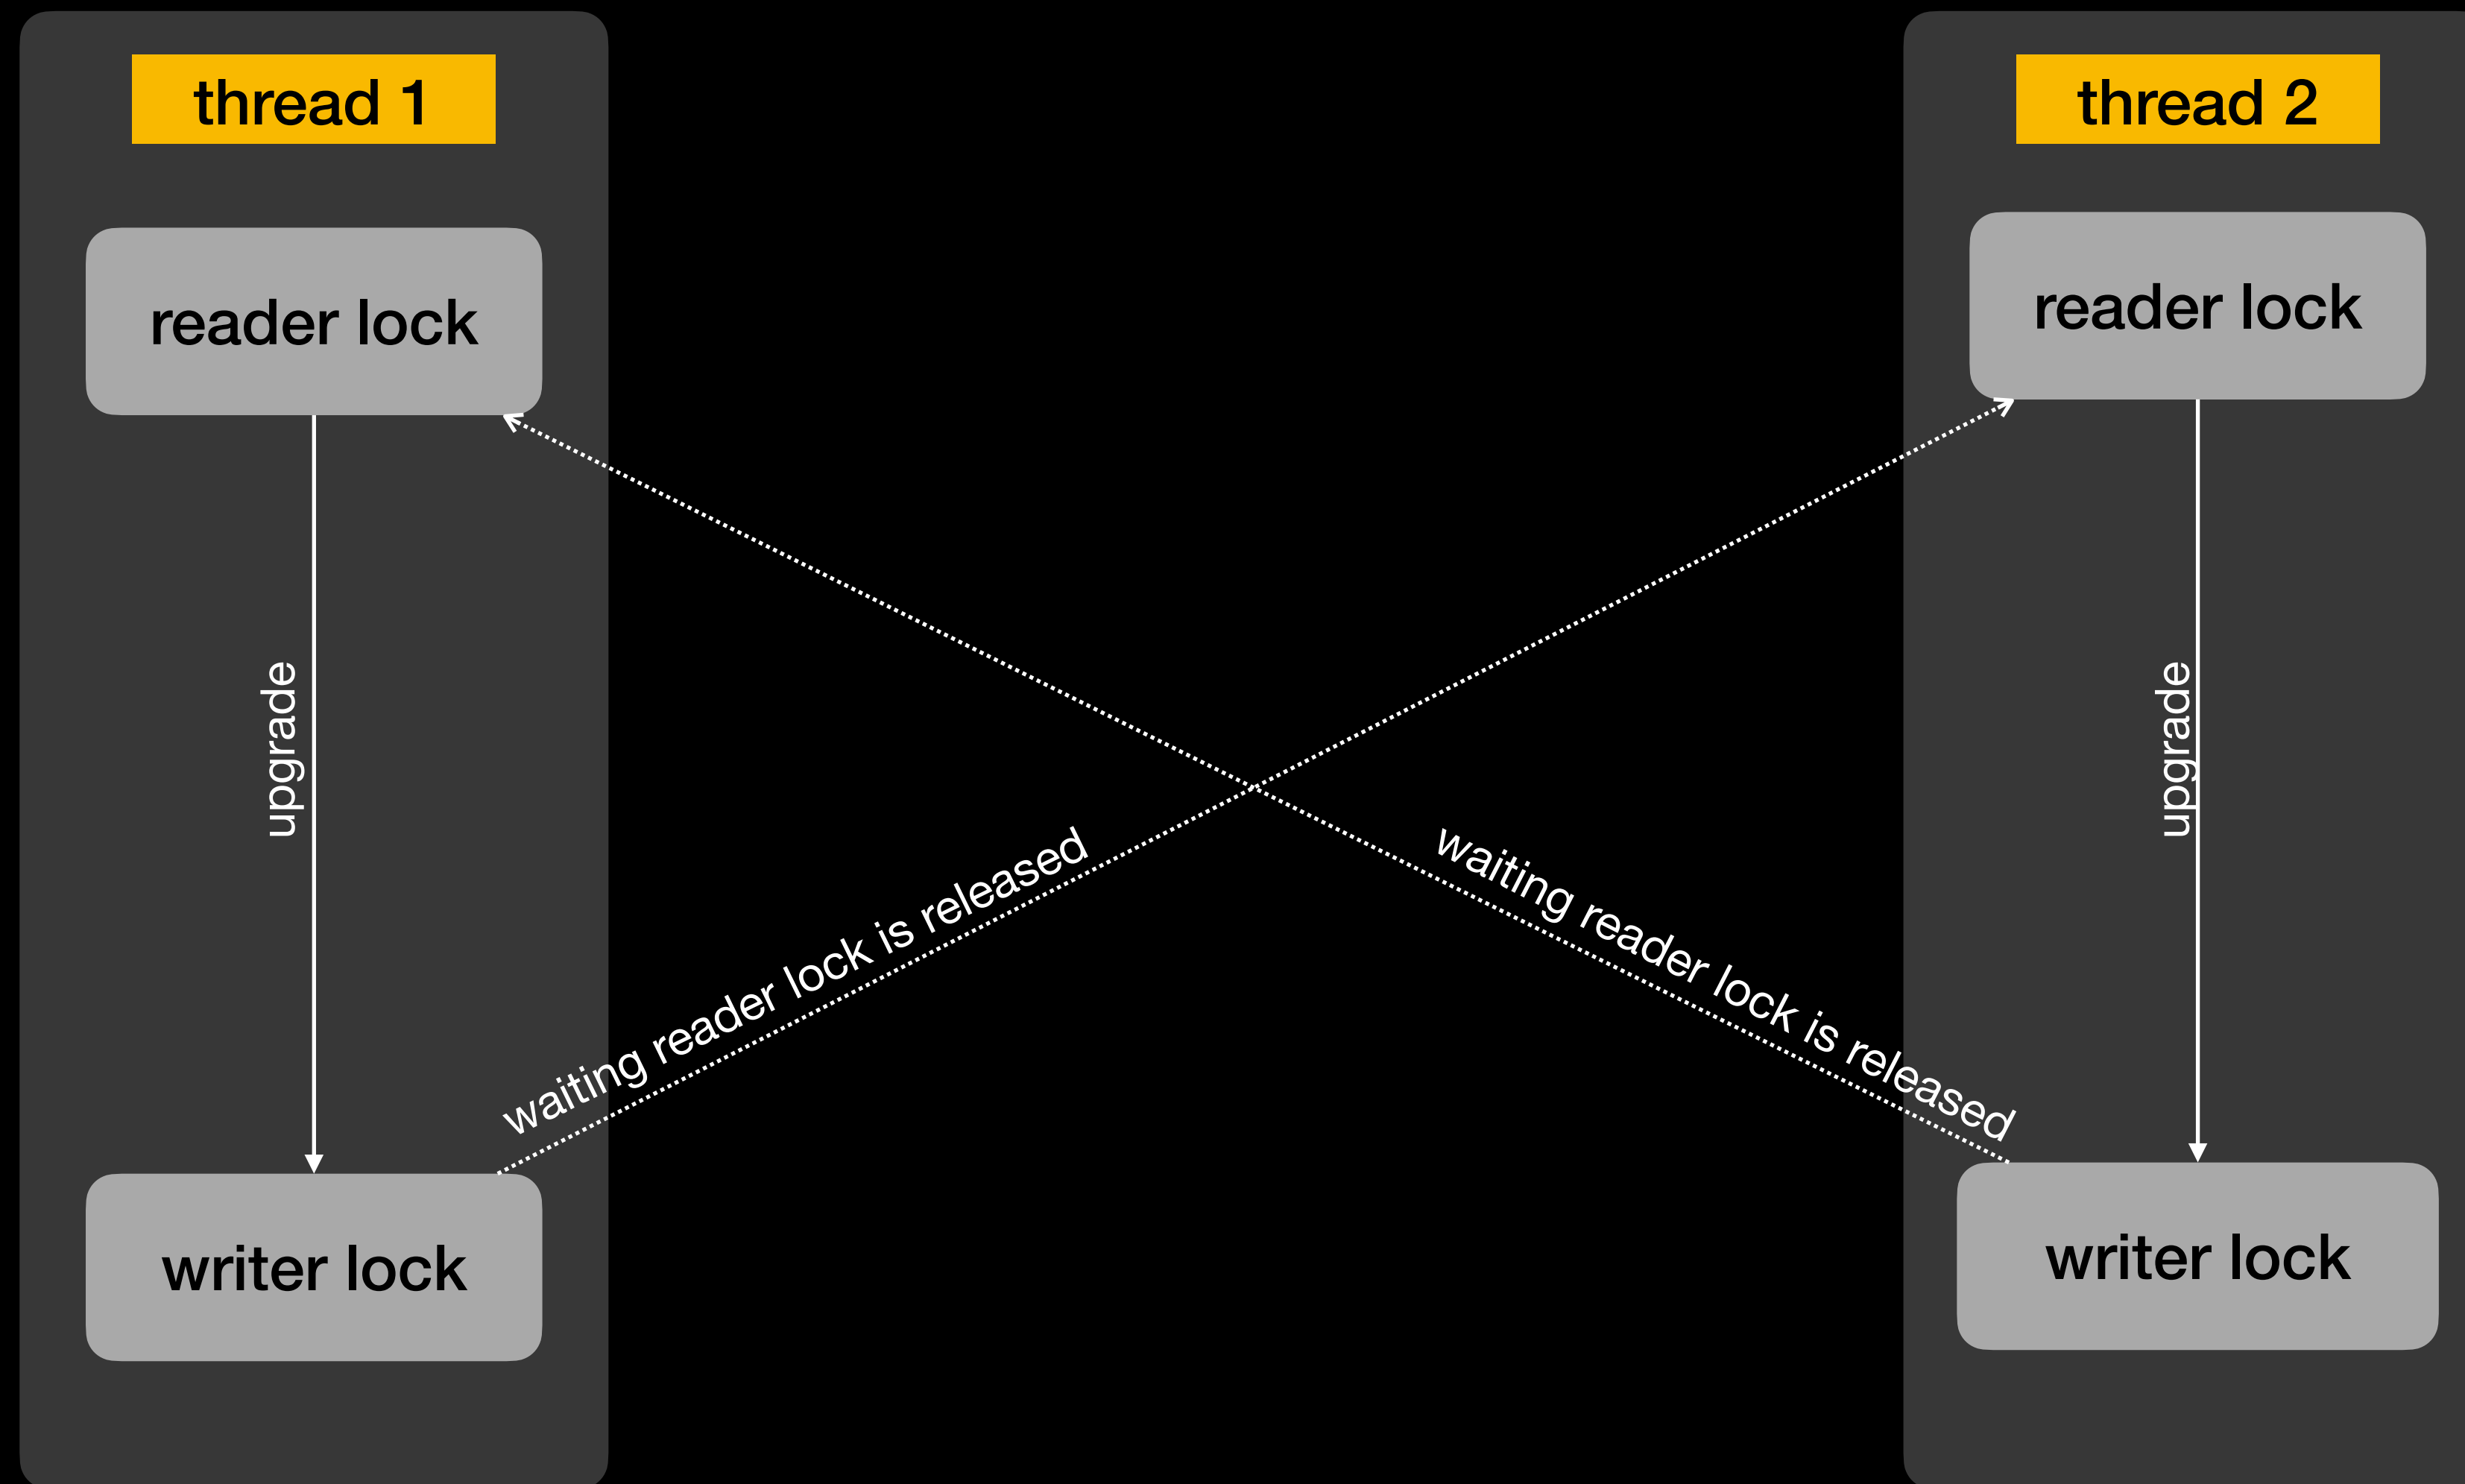 thread 1
reader lock
upgrade
waiting reader lock is released
writer lock
thread 2
reader lock
upgrade
waiting reader lock is released
writer lock